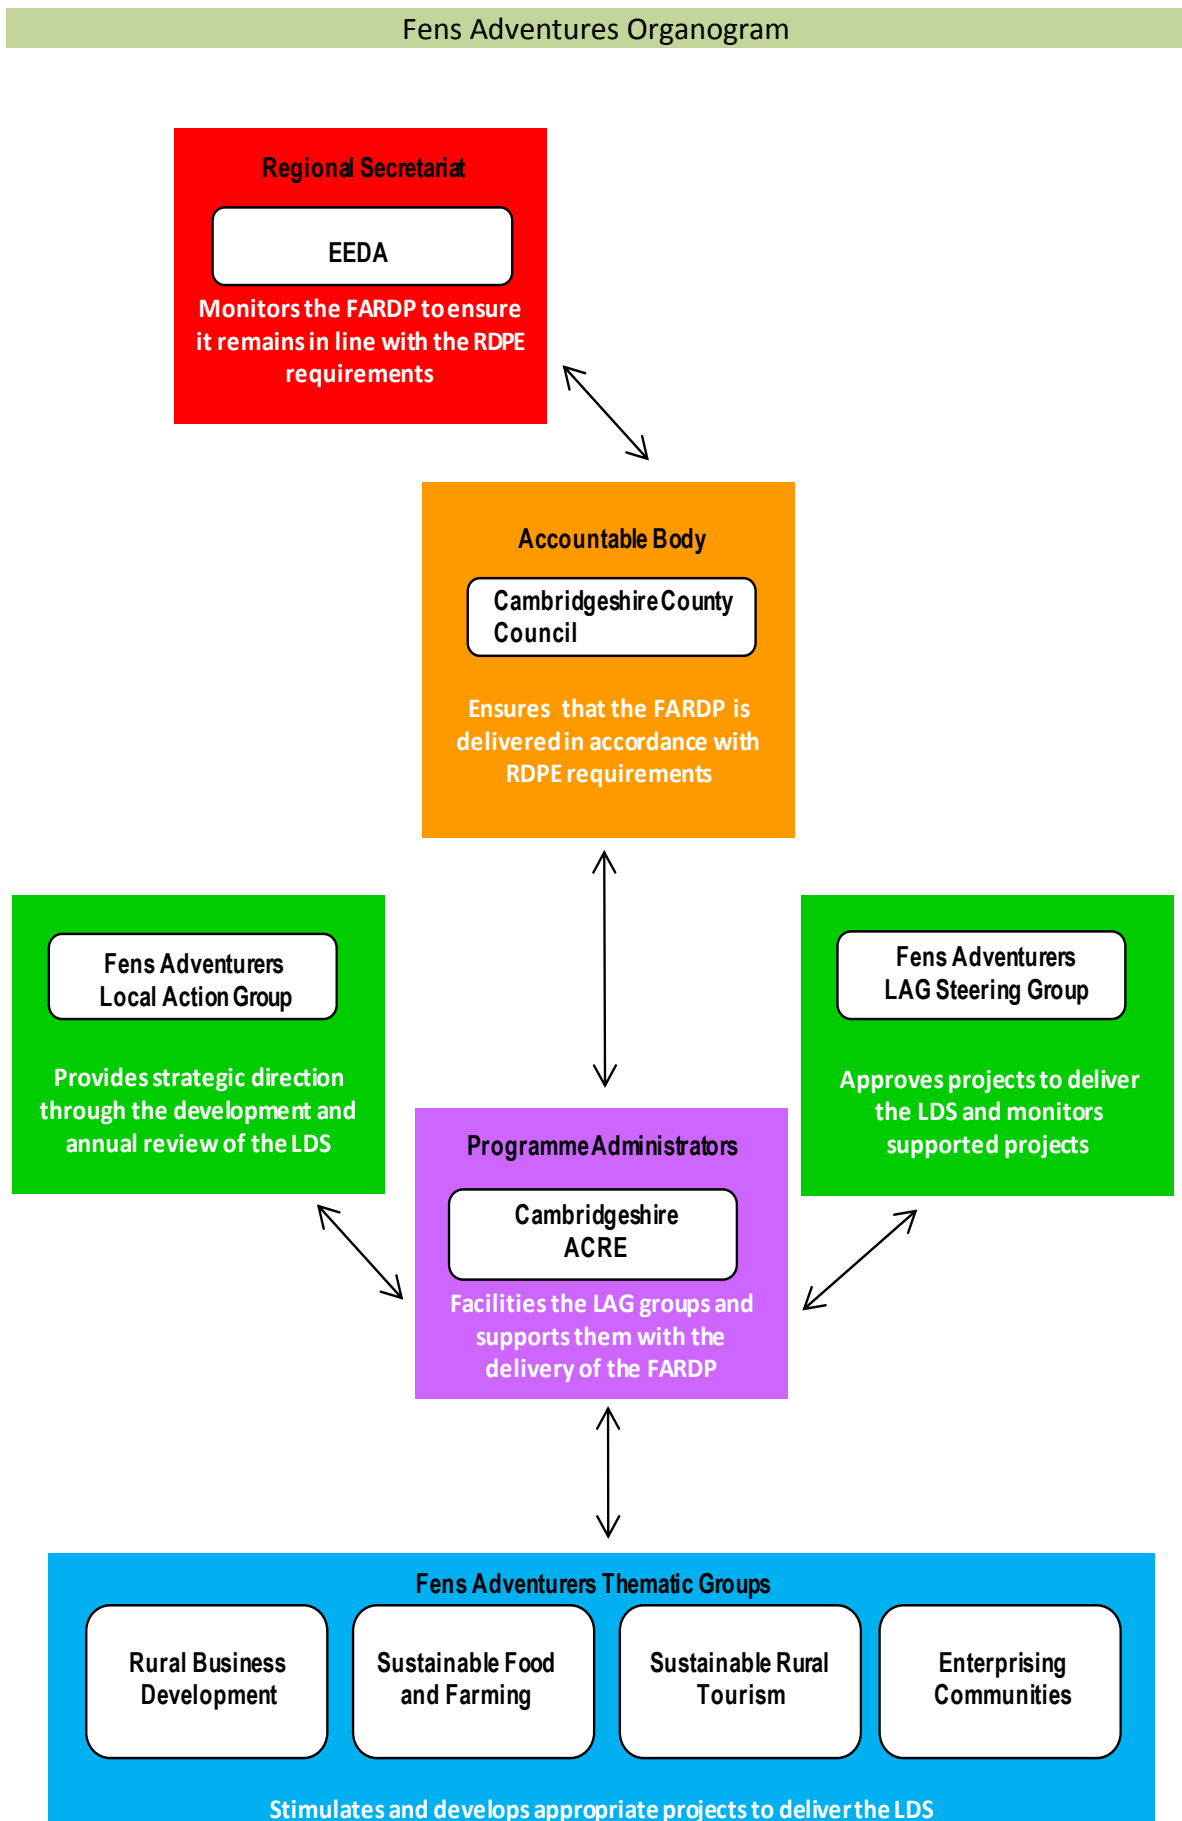 Fens Adventures Organogram
Regional Secretariat
EEDA
Monitors the FARDP to ensure
it remains in line with the RDPE
requirements
Accountable Body
Cambridgeshire County
Council
Ensures that the FARDP is
delivered in accordance with
RDPE requirements
Fens Adventurers
Local Action Group
Provides strategic direction
through the development and
annual review of the LDS
Fens Adventurers
LAG Steering Group
Approves projects to deliver
the LDS and monitors
supported projects
Programme Administrators
Cambridgeshire
ACRE
Facilities the LAG groups and
supports them with the
delivery of the FARDP
Fens Adventurers Thematic Groups
Rural Business
Development
Sustainable Food
and Farming
Sustainable Rural
Tourism
Enterprising
Communities
Stimulates and develops appropriate projects to deliver the LDS